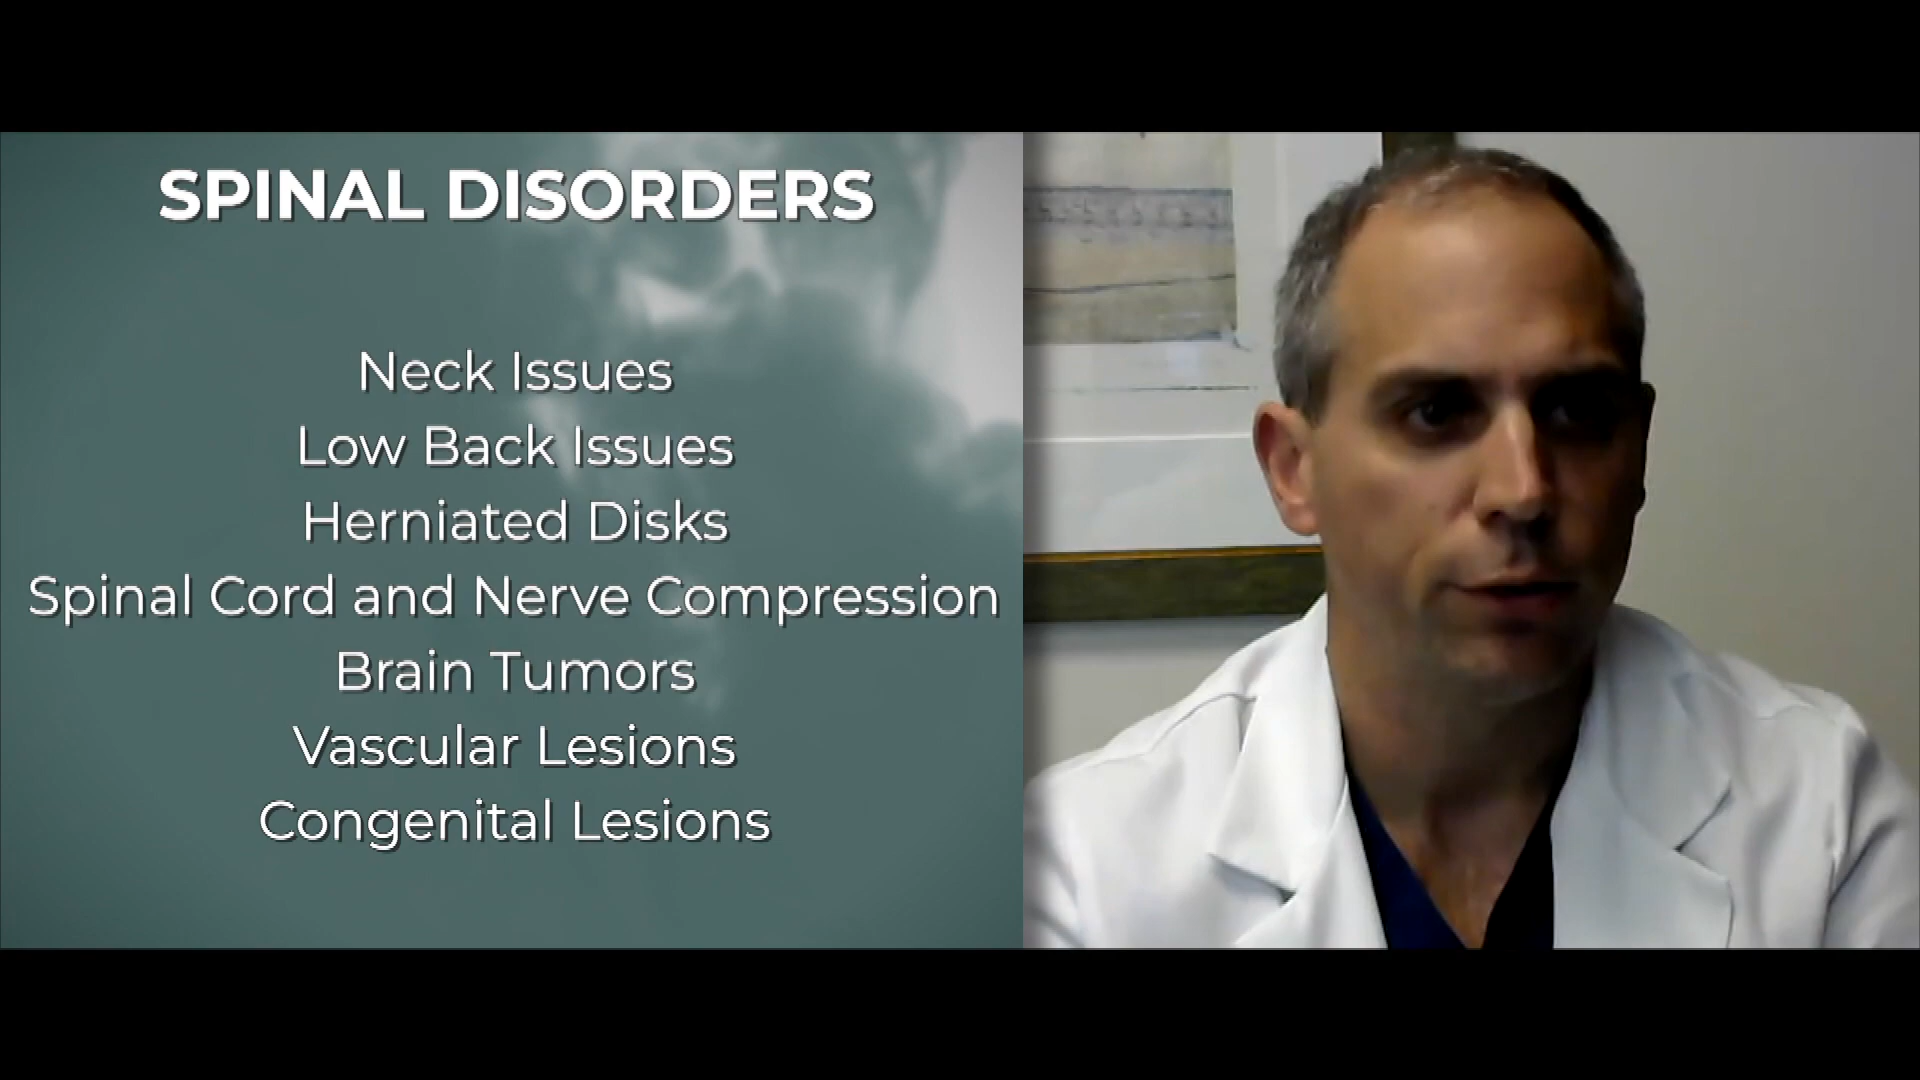 SPINAL DISORDERS
Neck Issues
Low Back Issues
Herniated Disks
Spinal Cord and Nerve Compression
Brain Tumors
Vascular Lesions
Congenital Lesions